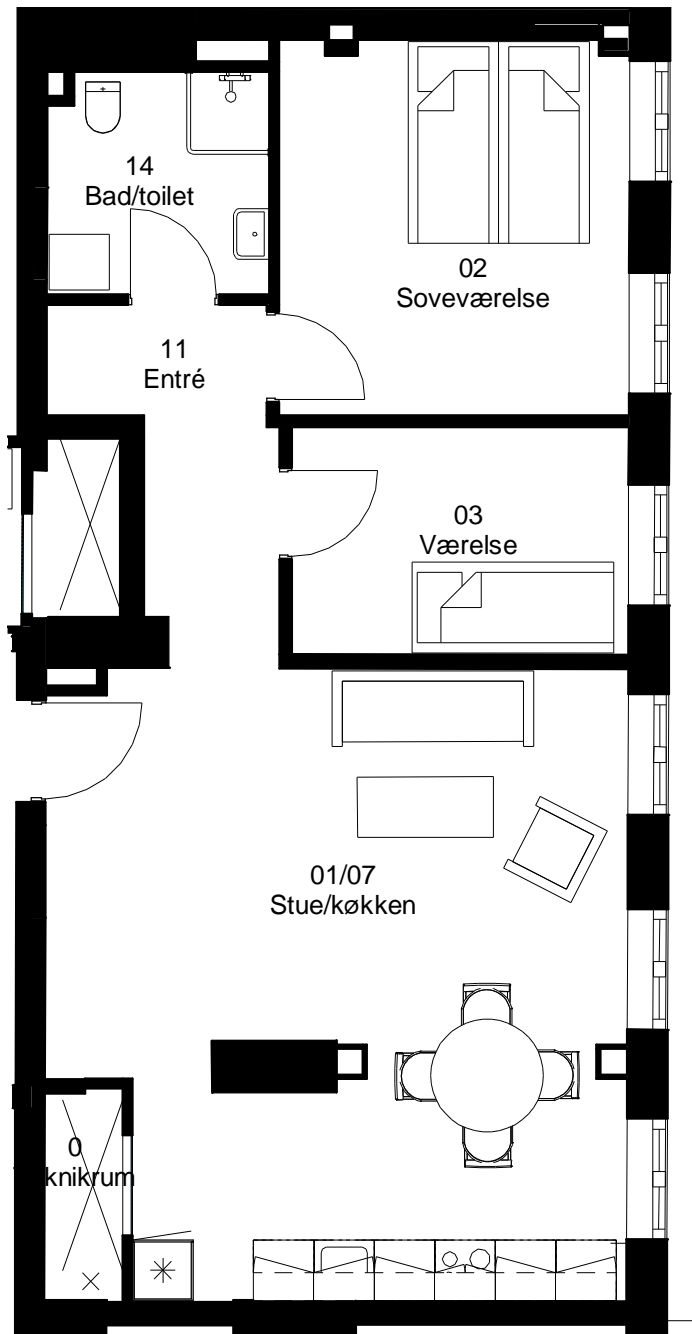 14
Bad/toilet
02
Soveværelse
11
Entré
03
Værelse
01/07
Stue/køkken
0
knikrum